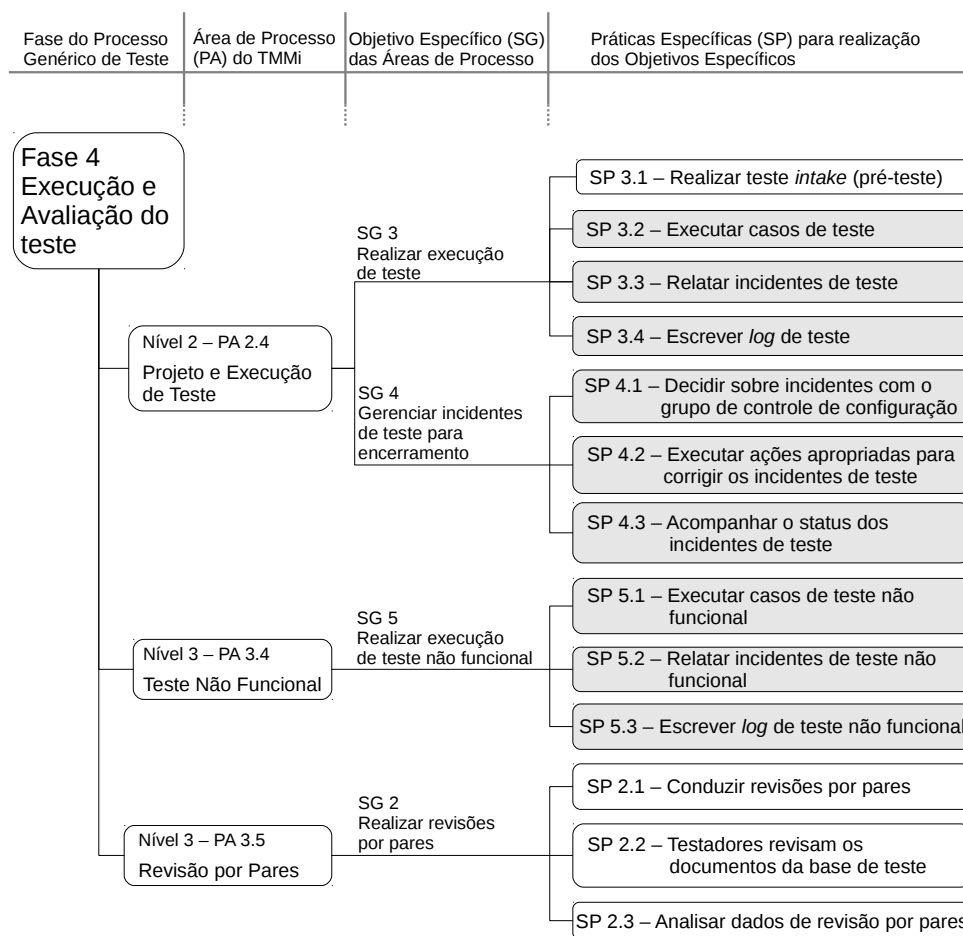 Fase do Processo
Genérico de Teste
Área de Processo
(PA) do TMMi
Objetivo Específico (SG)
das Áreas de Processo
Práticas Específicas (SP) para realização
dos Objetivos Específicos
Fase 4
Execução e
Avaliação do
teste
Nível 2 – PA 2.4
Projeto e Execução
de Teste
SG 3
Realizar execução
de teste
SP 3.1 – Realizar teste intake (pré-teste)
SP 3.2 – Executar casos de teste
SP 3.3 – Relatar incidentes de teste
SP 3.4 – Escrever log de teste
SG 4
Gerenciar incidentes
de teste para
encerramento
SP 4.1 – Decidir sobre incidentes com o
grupo de controle de configuração
SP 4.2 – Executar ações apropriadas para
corrigir os incidentes de teste
SP 4.3 – Acompanhar o status dos
incidentes de teste
Nível 3 – PA 3.4
Teste Não Funcional
SG 5
Realizar execução
de teste não funcional
SP 5.1 – Executar casos de teste não
funcional
SP 5.2 – Relatar incidentes de teste não
funcional
SP 5.3 – Escrever log de teste não funcional
Nível 3 – PA 3.5
Revisão por Pares
SG 2
Realizar revisões
por pares
SP 2.1 – Conduzir revisões por pares
SP 2.2 – Testadores revisam os
documentos da base de teste
SP 2.3 – Analisar dados de revisão por pares